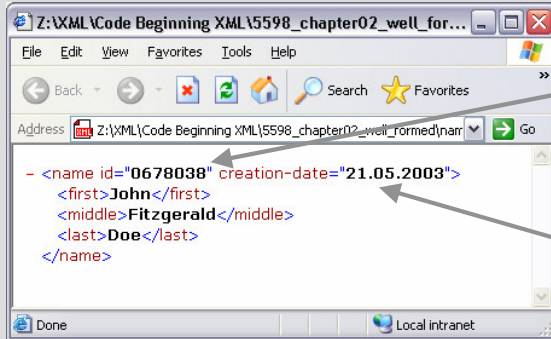 Z:\XML\Code Beginning XML\5598_chapter02_well_for...
File Edit View Favorites Tools Help
Back Search Favorites »
Address Z:\XML\Code Beginning XML\5598_chapter02_well_formed\nam Go
- <name id="0678038" creation-date="21.05.2003">
<first>John</first>
<middle>Fitzgerald</middle>
<last>Doe</last>
</name>
Done Local intranet